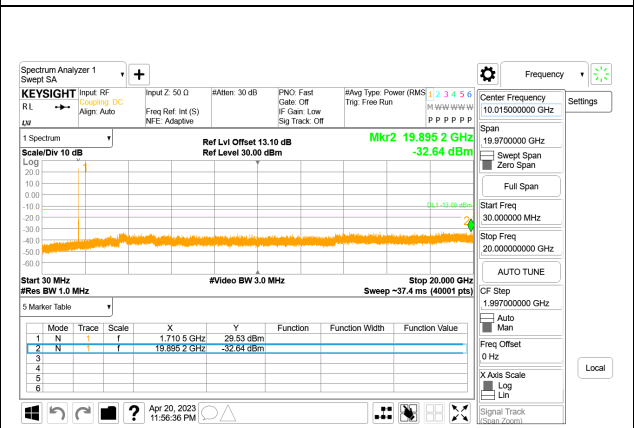 Spectrum Analyzer 1
Swept SA
Frequency
KEYSIGHT
RL
Input: RF
Coupling: DC
Align: Auto
Input Z: 50 Ω
Freq Ref: Int (S)
NFE: Adaptive
#Atten: 30 dB
PNO: Fast
Gate: Off
IF Gain: Low
Sig Track: Off
#Avg Type: Power (RMS
Trig: Free Run
1 2 3 4 5 6
M W W W W W
P P P P P P
LXI
1 Spectrum
Scale/Div 10 dB
Ref Lvl Offset 13.10 dB
Ref Level 30.00 dBm
Mkr2 19.895 2 GHz
-32.64 dBm
Log
20.0
10.0
0.00
-10.0
-20.0
-30.0
-40.0
-50.0
-60.0
1
DL1 -13.00 dBm
2
Start 30 MHz
#Res BW 1.0 MHz
#Video BW 3.0 MHz
Stop 20.000 GHz
Sweep ~37.4 ms (40001 pts)
5 Marker Table
Mode Trace Scale X Y Function Function Width Function Value
1 N 1 f 1.710 5 GHz 29.53 dBm
2 N 1 f 19.895 2 GHz -32.64 dBm
3
4
5
6
Center Frequency
10.015000000 GHz
Settings
Span
19.9700000 GHz
Swept Span
Zero Span
Full Span
Start Freq
30.000000 MHz
Stop Freq
20.000000000 GHz
AUTO TUNE
CF Step
1.997000000 GHz
Auto
Man
Freq Offset
0 Hz
X Axis Scale
Log
Lin
Local
Signal Track
(Span Zoom)
?
Apr 20, 2023
11:56:36 PM